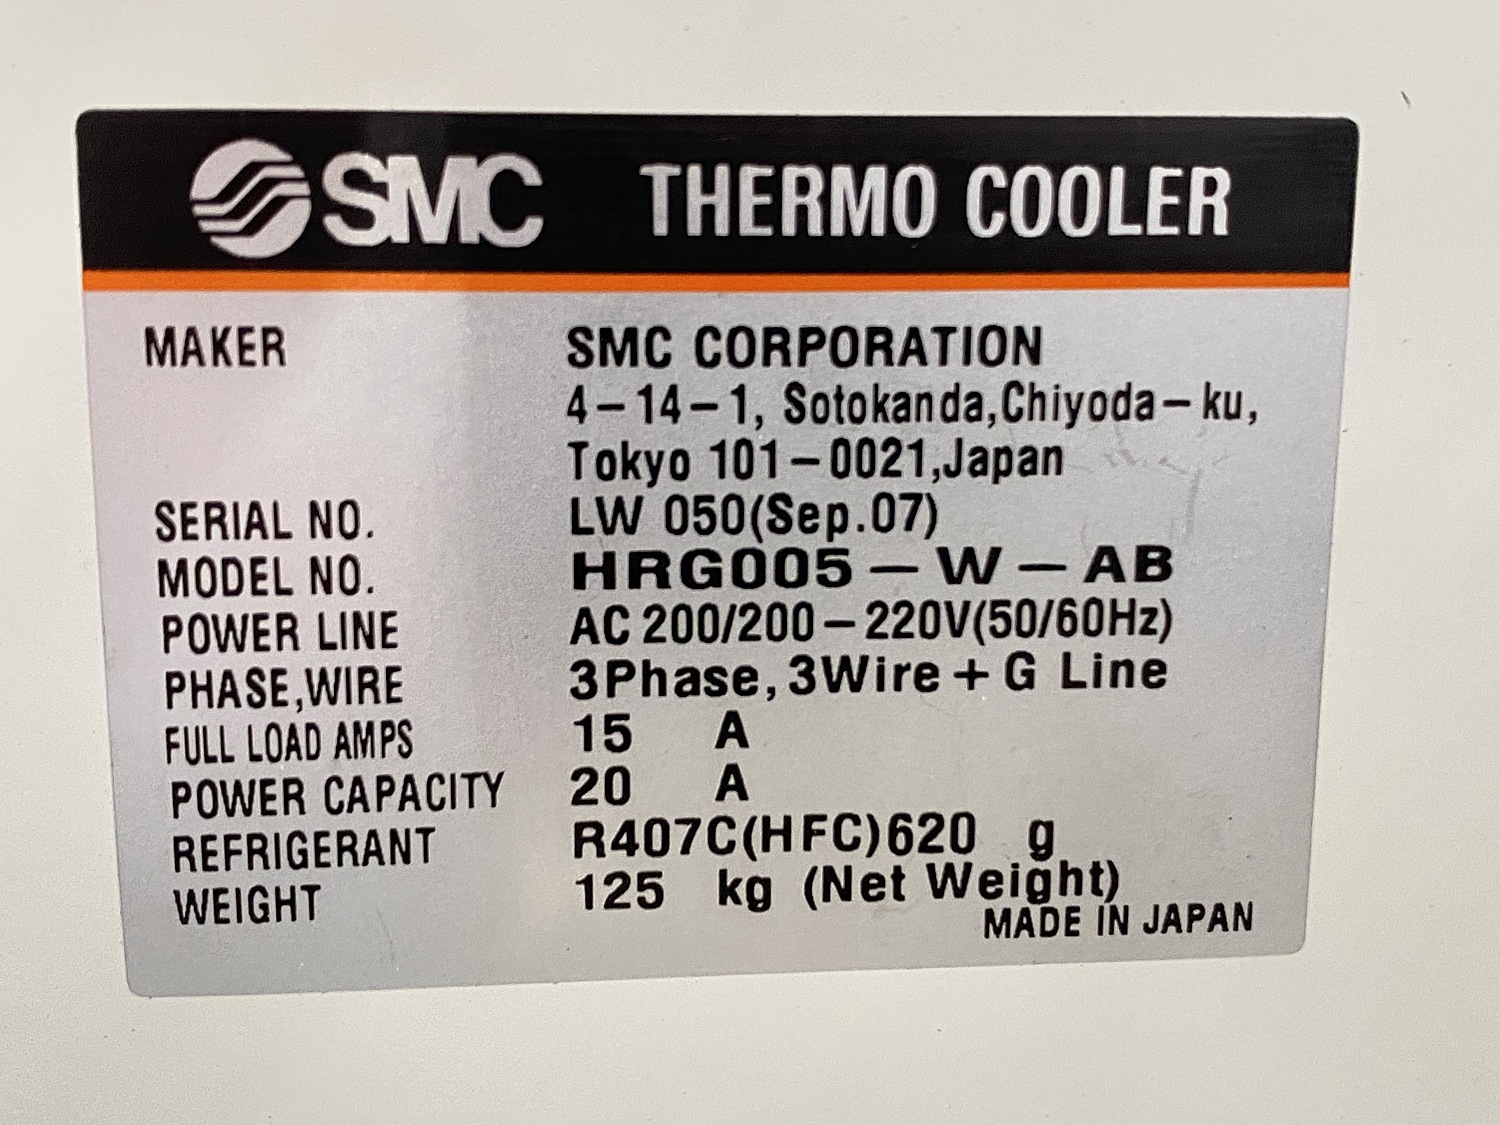 SMC THERMO COOLER
MAKER SMC CORPORATION
4-14-1, Sotokanda,Chiyoda-ku,
Tokyo 101-0021,Japan
SERIAL NO. LW 050(Sep.07)
MODEL NO. HRG005-W-AB
POWER LINE AC 200/200-220V(50/60Hz)
PHASE,WIRE 3Phase,3Wire+G Line
FULL LOAD AMPS 15 A
POWER CAPACITY 20 A
REFRIGERANT R407C(HFC)620 g
WEIGHT 125 kg (Net Weight)
MADE IN JAPAN